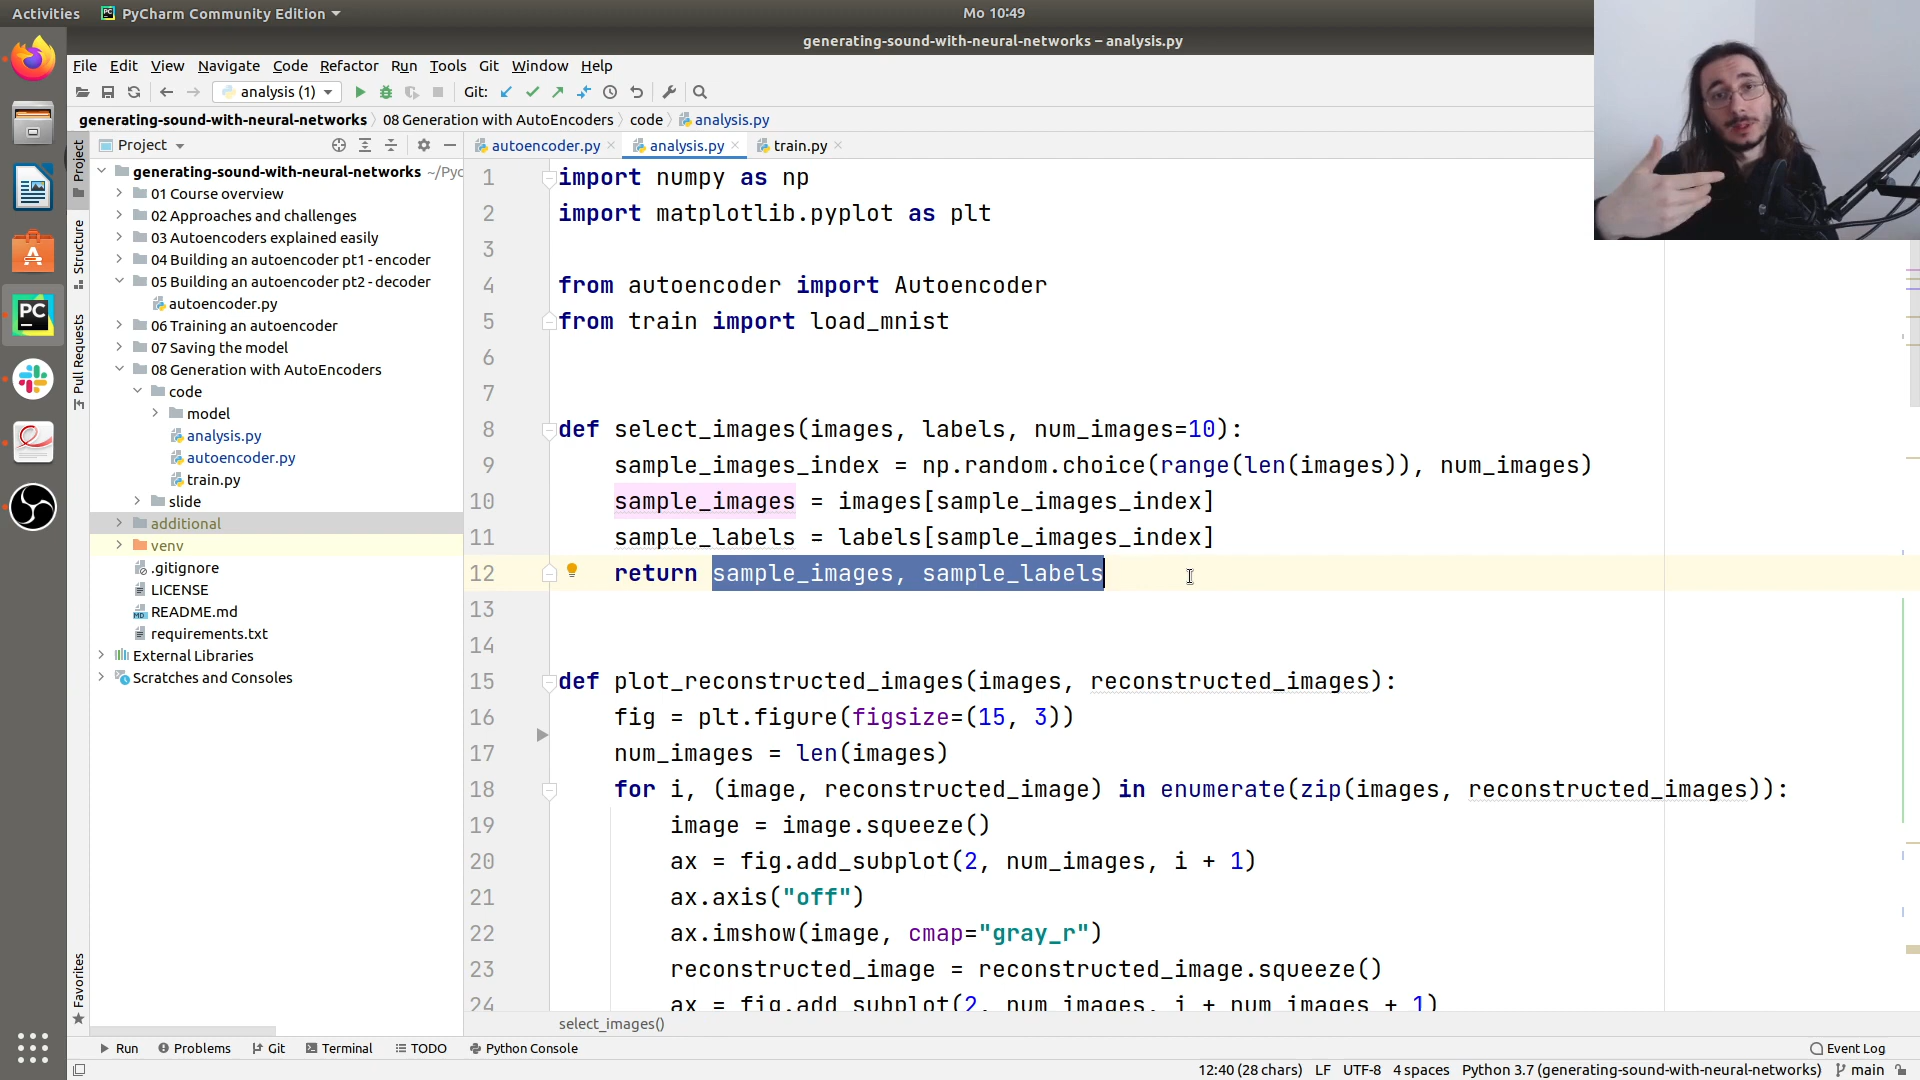 Activities
PyCharm Community Edition
Mo 10:49
generating-sound-with-neural-networks – analysis.py
File Edit View Navigate Code Refactor Run Tools Git Window Help
analysis (1)
Git:
generating-sound-with-neural-networks 08 Generation with AutoEncoders code analysis.py
Project
autoencoder.py
analysis.py
train.py
Project
Structure
Pull Requests
Favorites
generating-sound-with-neural-networks ~/Pyc
01 Course overview
02 Approaches and challenges
03 Autoencoders explained easily
04 Building an autoencoder pt1 - encoder
05 Building an autoencoder pt2 - decoder
autoencoder.py
06 Training an autoencoder
07 Saving the model
08 Generation with AutoEncoders
code
model
analysis.py
autoencoder.py
train.py
slide
additional
venv
.gitignore
LICENSE
README.md
requirements.txt
External Libraries
Scratches and Consoles
1 import numpy as np
2 import matplotlib.pyplot as plt
3
4 from autoencoder import Autoencoder
5 from train import load_mnist
6
7
8 def select_images(images, labels, num_images=10):
9 sample_images_index = np.random.choice(range(len(images)), num_images)
10 sample_images = images[sample_images_index]
11 sample_labels = labels[sample_images_index]
12 return sample_images, sample_labels
13
14
15 def plot_reconstructed_images(images, reconstructed_images):
16 fig = plt.figure(figsize=(15, 3))
17 num_images = len(images)
18 for i, (image, reconstructed_image) in enumerate(zip(images, reconstructed_images)):
19 image = image.squeeze()
20 ax = fig.add_subplot(2, num_images, i + 1)
21 ax.axis("off")
22 ax.imshow(image, cmap="gray_r")
23 reconstructed_image = reconstructed_image.squeeze()
24 ax = fig.add_subplot(2, num_images, i + num_images + 1)
select_images()
Run Problems Git Terminal TODO Python Console
Event Log
12:40 (28 chars) LF UTF-8 4 spaces Python 3.7 (generating-sound-with-neural-networks) main